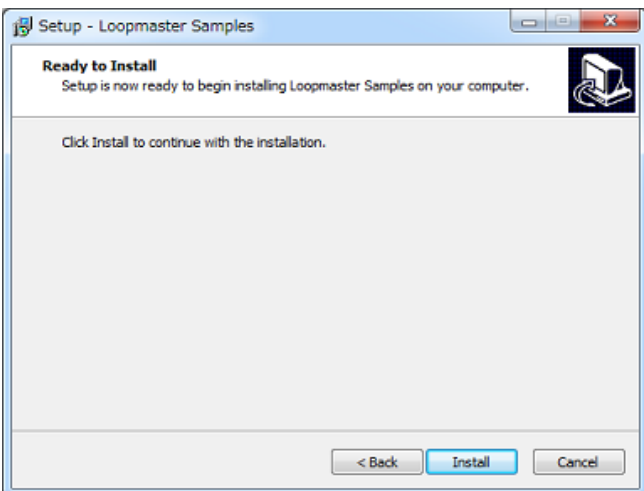 Setup - Loopmaster Samples
Ready to Install
Setup is now ready to begin installing Loopmaster Samples on your computer.
Click Install to continue with the installation.
< Back Install Cancel